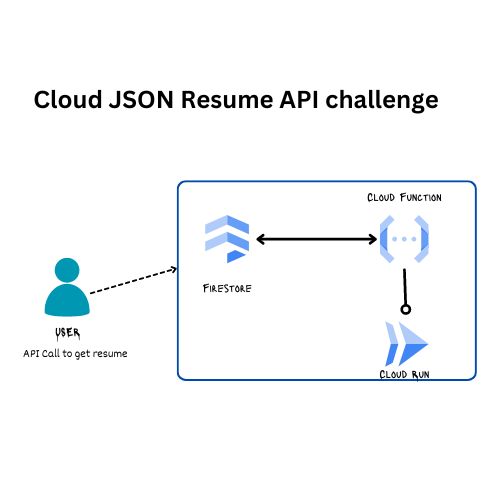 Cloud JSON Resume API challenge
Cloud Function
Firestore
User
API Call to get resume
Cloud Run